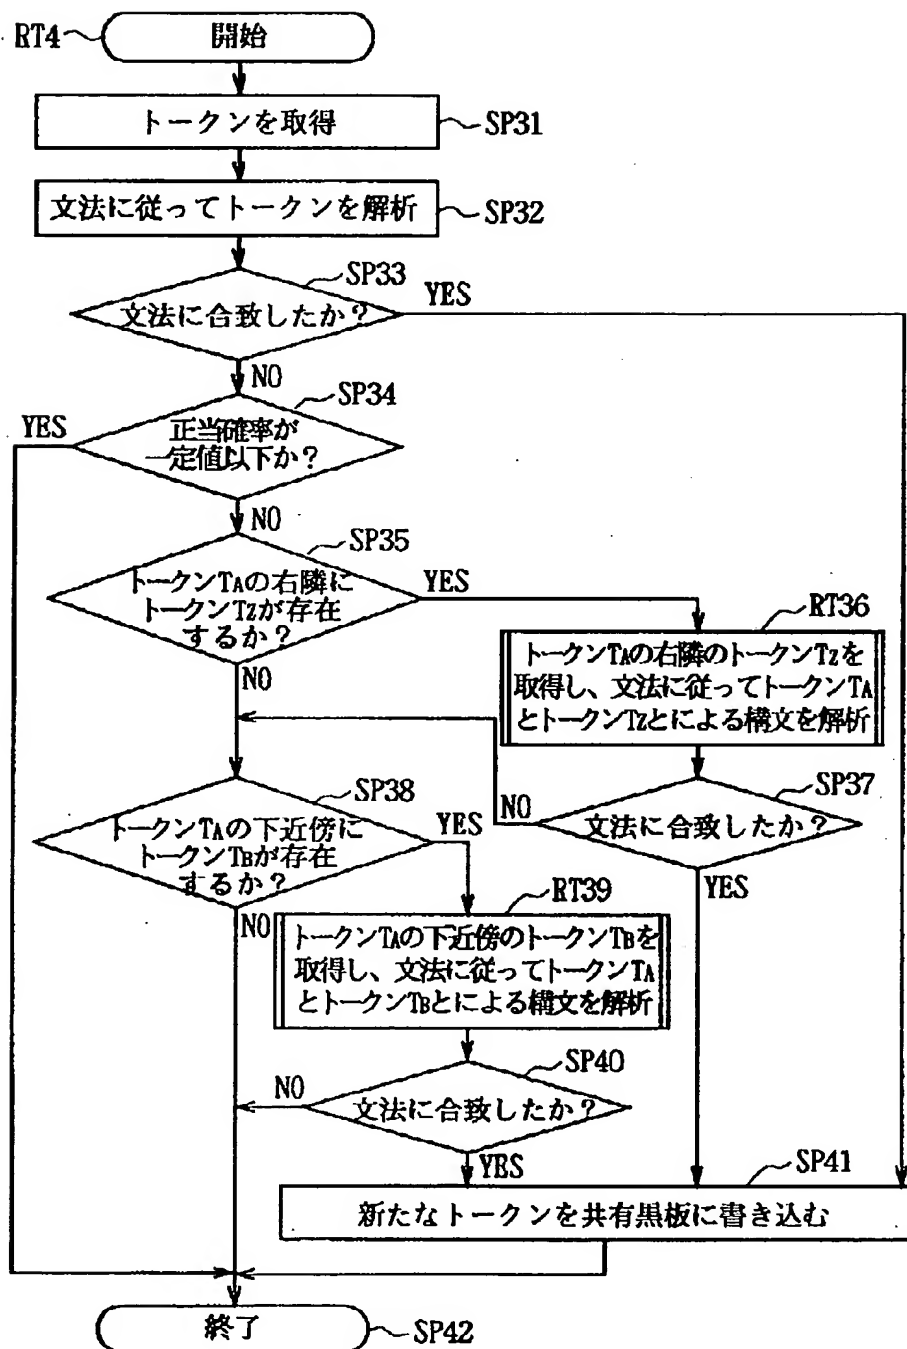 RT4
開始
トークンを取得
SP31
文法に従ってトークンを解析
SP32
SP33
文法に合致したか？
YES
NO
SP34
YES
正当確率が
一定値以下か？
NO
SP35
トークンTAの右隣に
トークンTZが存在
するか？
YES
NO
RT36
トークンTAの右隣のトークンTZを
取得し、文法に従ってトークンTA
とトークンTZとによる構文を解析
SP37
文法に合致したか？
NO
YES
SP38
トークンTAの下近傍に
トークンTBが存在
するか？
YES
NO
RT39
トークンTAの下近傍のトークンTBを
取得し、文法に従ってトークンTA
とトークンTBとによる構文を解析
SP40
文法に合致したか？
NO
YES
SP41
新たなトークンを共有黒板に書き込む
終了
SP42